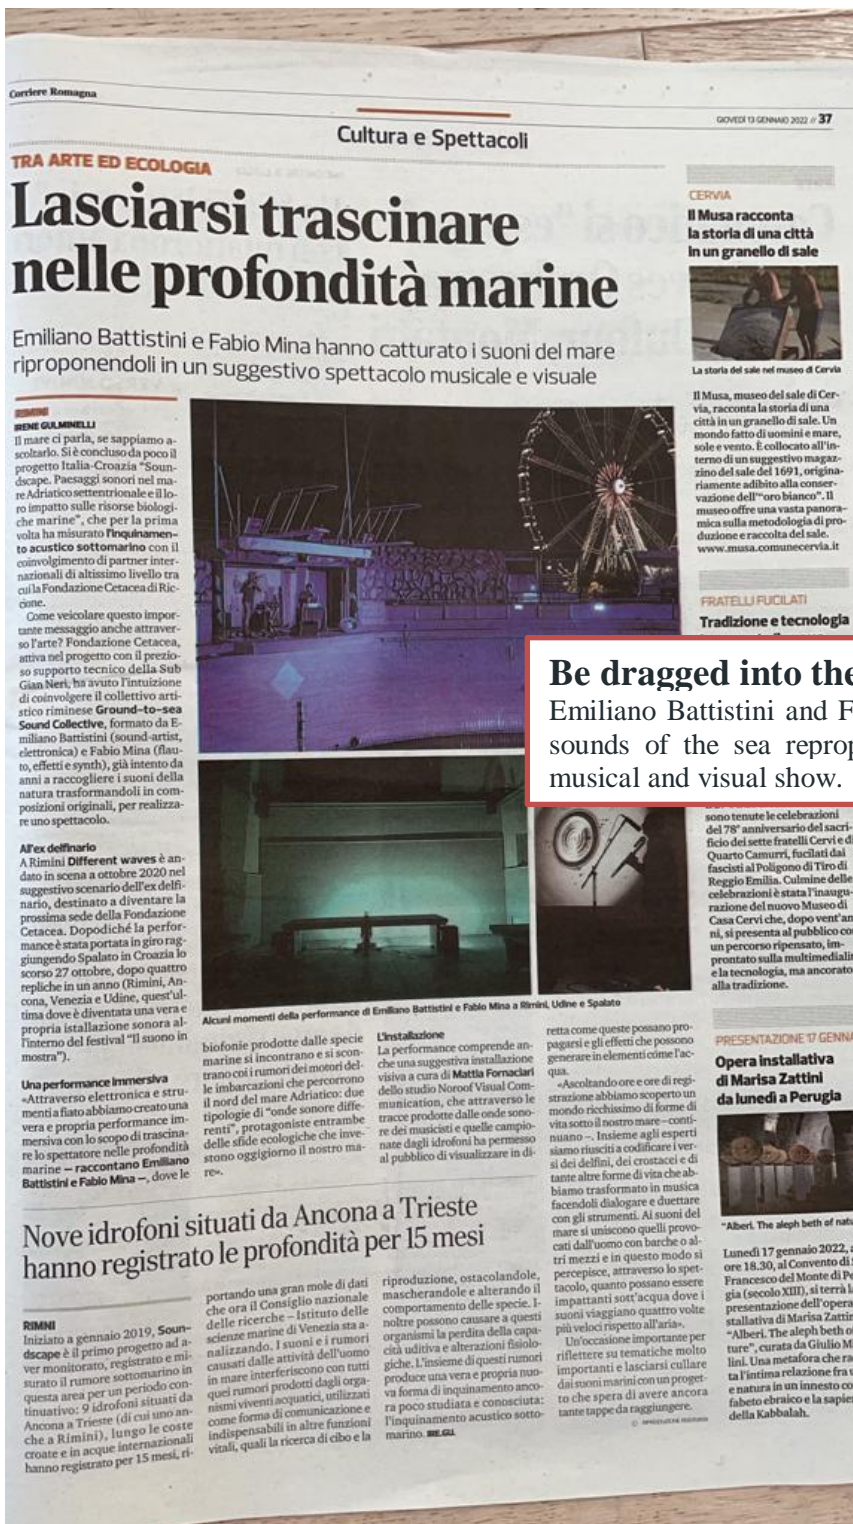 Corriere Romagna
GIOVEDÌ 13 GENNAIO 2022 // 37
Cultura e Spettacoli
TRA ARTE ED ECOLOGIA
Lasciarsi trascinare
nelle profondità marine
Emiliano Battistini e Fabio Mina hanno catturato i suoni del mare
riproponendoli in un suggestivo spettacolo musicale e visuale
RIMINI
IRENE GULMINELLI
Il mare ci parla, se sappiamo a-
scoltarlo. Si è concluso da poco il
progetto Italia-Croazia “Soun-
dscape. Paesaggi sonori nel ma-
re Adriatico settentrionale e il lo-
ro impatto sulle risorse biologi-
che marine”, che per la prima
volta ha misurato l'inquinamen-
to acustico sottomarino con il
coinvolgimento di partner inter-
nazionali di altissimo livello tra
cui la Fondazione Cetacea di Ric-
cione.
Come veicolare questo impor-
tante messaggio anche attraver-
so l'arte? Fondazione Cetacea,
attiva nel progetto con il prezio-
so supporto tecnico della Sub
Gian Neri, ha avuto l'intuizione
di coinvolgere il collettivo arti-
stico riminese Ground-to-sea
Sound Collective, formato da E-
miliano Battistini (sound-artist,
elettronica) e Fabio Mina (flau-
to, effetti e synth), già intento da
anni a raccogliere i suoni della
natura trasformandoli in com-
posizioni originali, per realizza-
re uno spettacolo.
All'ex delfinario
A Rimini Different waves è an-
dato in scena a ottobre 2020 nel
suggestivo scenario dell'ex delfi-
nario, destinato a diventare la
prossima sede della Fondazione
Cetacea. Dopodiché la perfor-
mance è stata portata in giro rag-
giungendo Spalato in Croazia lo
scorso 27 ottobre, dopo quattro
repliche in un anno (Rimini, An-
cona, Venezia e Udine, quest'ul-
tima dove è diventata una vera e
propria istallazione sonora al-
l'interno del festival “Il suono in
mostra”).
Una performance immersiva
«Attraverso elettronica e stru-
menti a fiato abbiamo creato una
vera e propria performance im-
mersiva con lo scopo di trascina-
re lo spettatore nelle profondità
marine – raccontano Emiliano
Battistini e Fabio Mina –, dove le
Alcuni momenti della performance di Emiliano Battistini e Fabio Mina a Rimini, Udine e Spalato
biofonie prodotte dalle specie
marine si incontrano e si scon-
trano coi i rumori dei motori del-
le imbarcazioni che percorrono
il nord del mare Adriatico: due
tipologie di “onde sonore diffe-
renti”, protagoniste entrambe
delle sfide ecologiche che inve-
stono oggigiorno il nostro ma-
re».
L'installazione
La performance comprende an-
che una suggestiva installazione
visiva a cura di Mattia Fornaciari
dello studio Noroof Visual Com-
munication, che attraverso le
tracce prodotte dalle onde sono-
re dei musicisti e quelle campio-
nate dagli idrofoni ha permesso
al pubblico di visualizzare in di-
retta come queste possano pro-
pagarsi e gli effetti che possono
generare in elementi come l'ac-
qua.
«Ascoltando ore e ore di regi-
strazione abbiamo scoperto un
mondo ricchissimo di forme di
vita sotto il nostro mare – conti-
nuano –. Insieme agli esperti
siamo riusciti a codificare i ver-
si dei delfini, dei crostacei e di
tante altre forme di vita che ab-
biamo trasformato in musica
facendoli dialogare e duettare
con gli strumenti. Ai suoni del
mare si uniscono quelli provo-
cati dall'uomo con barche o al-
tri mezzi e in questo modo si
percepisce, attraverso lo spet-
tacolo, quanto possano essere
impattanti sott'acqua dove i
suoni viaggiano quattro volte
più veloci rispetto all'aria».
Un'occasione importante per
riflettere su tematiche molto
importanti e lasciarsi cullare
dai suoni marini con un proget-
to che spera di avere ancora
tante tappe da raggiungere.
© RIPRODUZIONE RISERVATA
Nove idrofoni situati da Ancona a Trieste
hanno registrato le profondità per 15 mesi
RIMINI
Iniziato a gennaio 2019, Soun-
dscape è il primo progetto ad a-
ver monitorato, registrato e mi-
surato il rumore sottomarino in
questa area per un periodo con-
tinuativo: 9 idrofoni situati da
Ancona a Trieste (di cui uno an-
che a Rimini), lungo le coste
croate e in acque internazionali
hanno registrato per 15 mesi, ri-
portando una gran mole di dati
che ora il Consiglio nazionale
delle ricerche – Istituto delle
scienze marine di Venezia sta a-
nalizzando. I suoni e i rumori
causati dalle attività dell'uomo
in mare interferiscono con tutti
quei rumori prodotti dagli orga-
nismi viventi acquatici, utilizzati
come forma di comunicazione e
indispensabili in altre funzioni
vitali, quali la ricerca di cibo e la
riproduzione, ostacolandole,
mascherandole e alterando il
comportamento delle specie. I-
noltre possono causare a questi
organismi la perdita della capa-
cità uditiva e alterazioni fisiolo-
giche. L'insieme di questi rumori
produce una vera e propria nuo-
va forma di inquinamento anco-
ra poco studiata e conosciuta:
l'inquinamento acustico sotto-
marino. IRE.GU.
CERVIA
Il Musa racconta
la storia di una città
in un granello di sale
La storia del sale nel museo di Cervia
Il Musa, museo del sale di Cer-
via, racconta la storia di una
città in un granello di sale. Un
mondo fatto di uomini e mare,
sole e vento. È collocato all'in-
terno di un suggestivo magaz-
zino del sale del 1691, origina-
riamente adibito alla conser-
vazione dell'“oro bianco”. Il
museo offre una vasta panora-
mica sulla metodologia di pro-
duzione e raccolta del sale.
www.musa.comunecervia.it
FRATELLI FUCILATI
Tradizione e tecnologia
Be dragged into the
Emiliano Battistini and F
sounds of the sea reprop
musical and visual show.
sono tenute le celebrazioni
del 78° anniversario del sacri-
ficio dei sette fratelli Cervi e di
Quarto Camurri, fucilati dai
fascisti al Poligono di Tiro di
Reggio Emilia. Culmine delle
celebrazioni è stata l'inaugu-
razione del nuovo Museo di
Casa Cervi che, dopo vent'an
ni, si presenta al pubblico co
un percorso ripensato, im-
prontato sulla multimedialit
e la tecnologia, ma ancorato
alla tradizione.
PRESENTAZIONE 17 GENNA
Opera installativa
di Marisa Zattini
da lunedì a Perugia
"Alberi. The aleph beth of natu
Lunedì 17 gennaio 2022, a
ore 18.30, al Convento di
Francesco del Monte di Pe
gia (secolo XIII), si terrà l
presentazione dell'opera
stallativa di Marisa Zattin
"Alberi. The aleph beth o
ture", curata da Giulio M
lini. Una metafora che ra
ta l'intima relazione fra u
e natura in un innesto co
fabeto ebraico e la sapie
della Kabbalah.